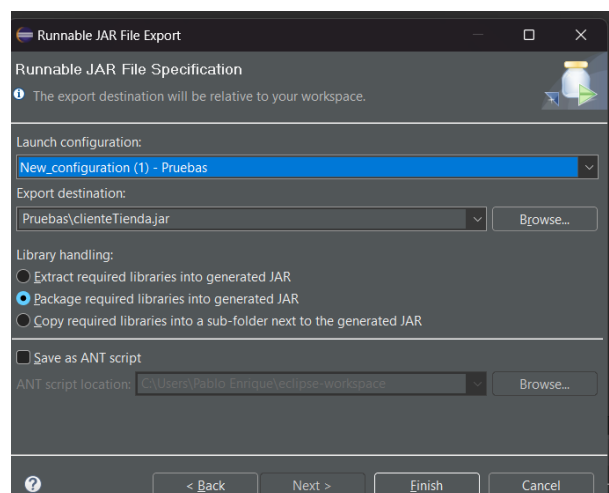 Runnable JAR File Export
Runnable JAR File Specification
The export destination will be relative to your workspace.
Launch configuration:
New_configuration (1) - Pruebas
Export destination:
Pruebas\clienteTienda.jar
Browse...
Library handling:
Extract required libraries into generated JAR
Package required libraries into generated JAR
Copy required libraries into a sub-folder next to the generated JAR
Save as ANT script
ANT script location: C:\Users\Pablo Enrique\eclipse-workspace Browse...
? < Back Next > Finish Cancel